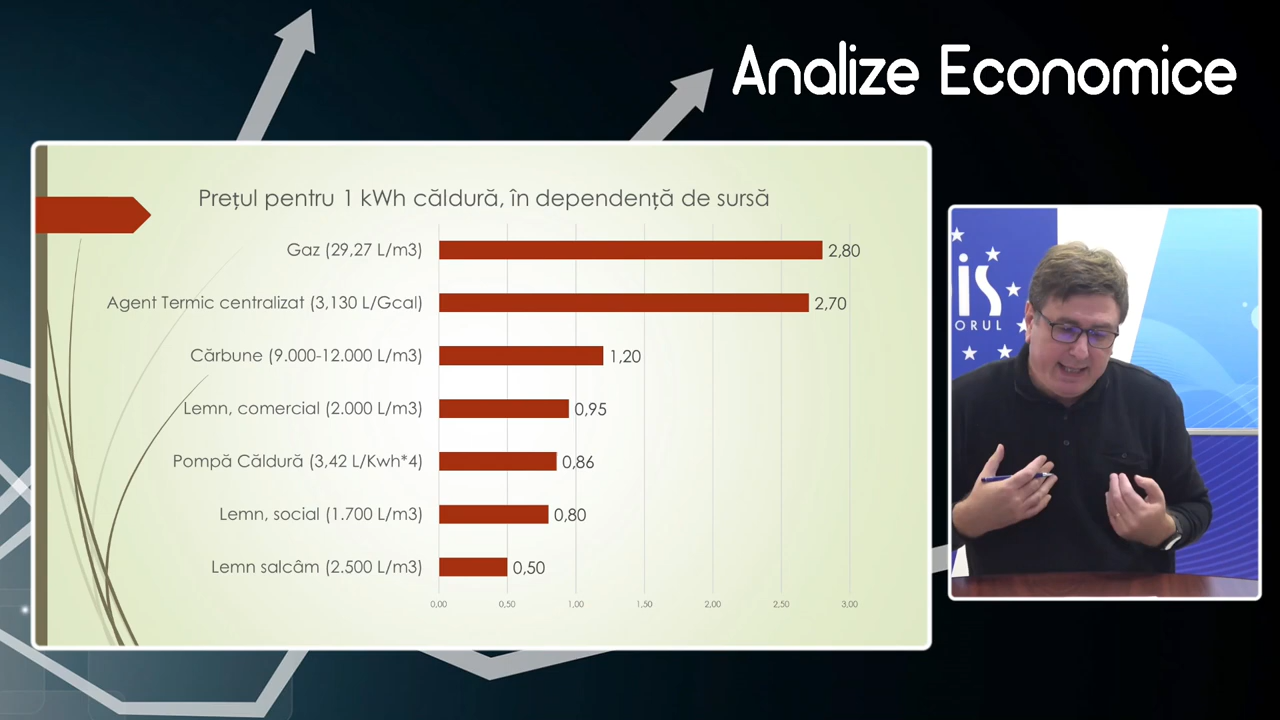 Analize Economice
Prețul pentru 1 kWh căldură, în dependență de sursă
Gaz (29,27 L/m3)
2,80
Agent Termic centralizat (3,130 L/Gcal)
2,70
Cărbune (9.000-12.000 L/m3)
1,20
Lemn, comercial (2.000 L/m3)
0,95
Pompă Căldură (3,42 L/Kwh*4)
0,86
Lemn, social (1.700 L/m3)
0,80
Lemn salcâm (2.500 L/m3)
0,50
0,00 0,50 1,00 1,50 2,00 2,50 3,00
is
ORUL